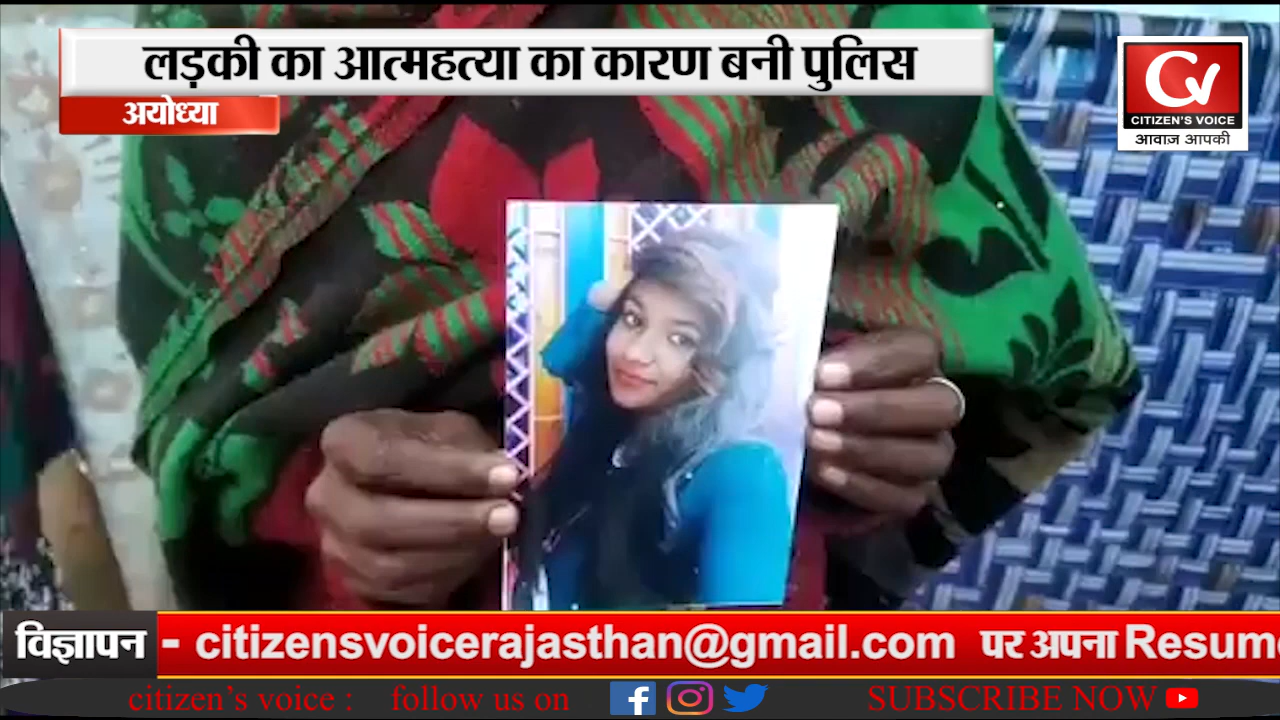 लड़की का आत्महत्या का कारण बनी पुलिस
अयोध्या
CV
CITIZEN'S VOICE
आवाज़ आपकी
विज्ञापन - citizensvoicerajasthan@gmail.com पर अपना Resume
citizen's voice : follow us on SUBSCRIBE NOW